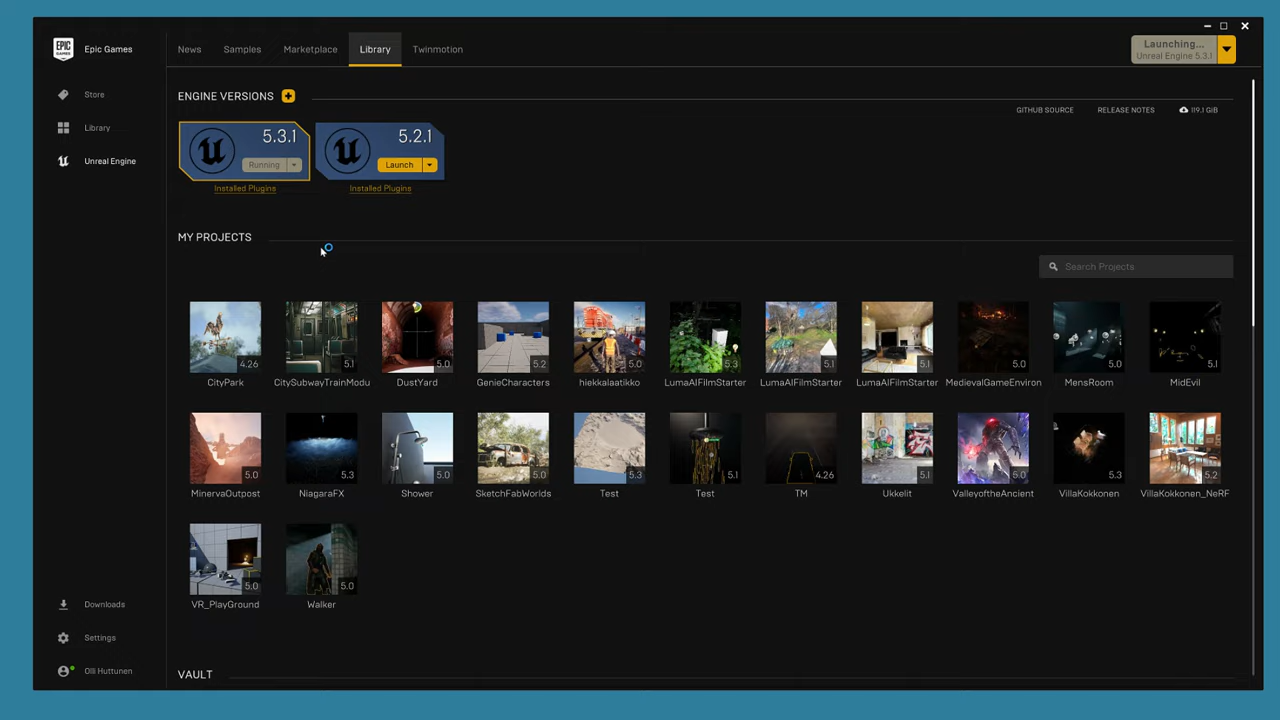 EPIC GAMES
Epic Games
News
Samples
Marketplace
Library
Twinmotion
Launching...
Unreal Engine 5.3.1
Store
Library
Unreal Engine
ENGINE VERSIONS
GITHUB SOURCE
RELEASE NOTES
119.1 GiB
5.3.1
Running
Installed Plugins
5.2.1
Launch
Installed Plugins
MY PROJECTS
Search Projects
4.26
5.1
5.0
5.2
5.0
5.3
5.1
5.1
5.0
5.0
5.1
CityPark
CitySubwayTrainModu
DustYard
GenieCharacters
hiekkalaatikko
LumaAIFilmStarter
LumaAIFilmStarter
LumaAIFilmStarter
MedievalGameEnviron
MensRoom
MidEvil
5.0
5.3
5.0
5.0
5.3
5.1
4.26
5.1
5.0
5.3
5.2
MinervaOutpost
NiagaraFX
Shower
SketchFabWorlds
Test
Test
TM
Ukkelit
ValleyoftheAncient
VillaKokkonen
VillaKokkonen_NeRF
5.0
5.0
VR_PlayGround
Walker
Downloads
Settings
Olli Huttunen
VAULT